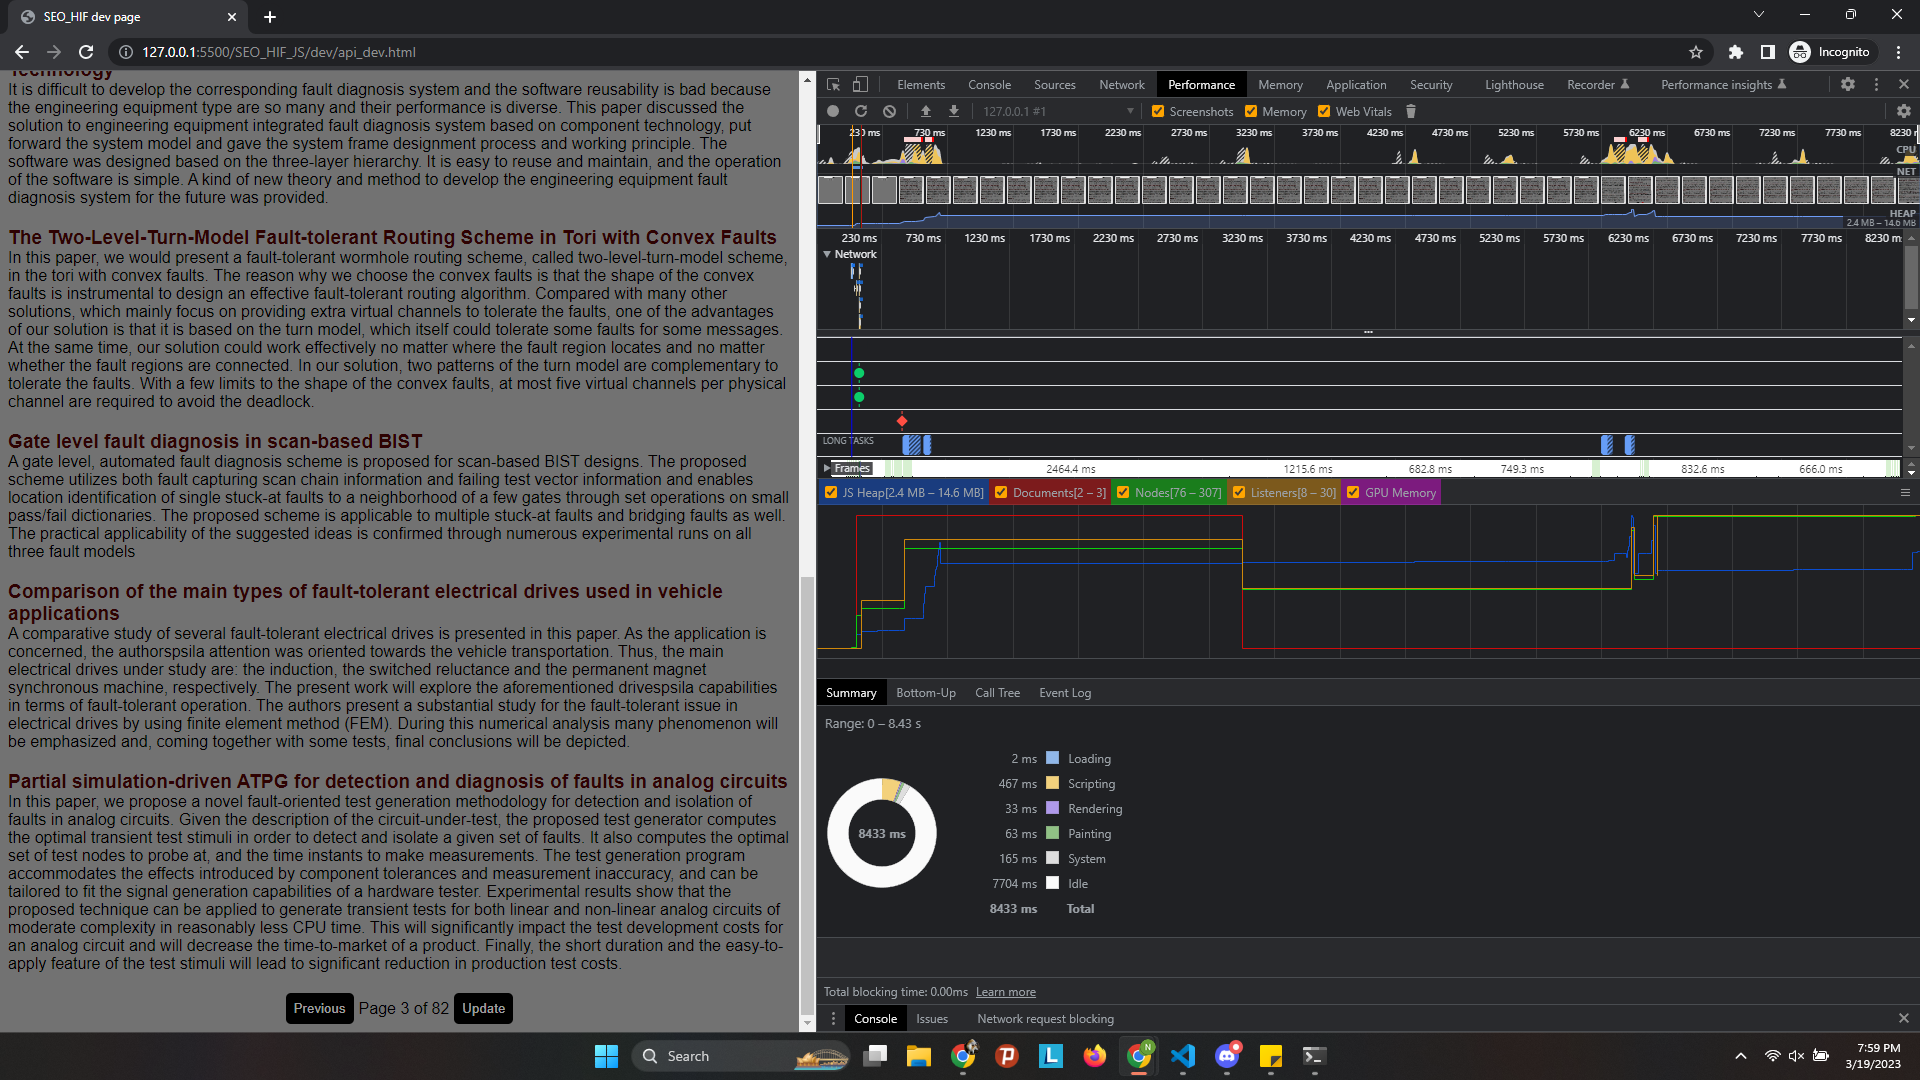 SEO_HIF dev page
127.0.0.1:5500/SEO_HIF_JS/dev/api_dev.html
Incognito
Technology
It is difficult to develop the corresponding fault diagnosis system and the software reusability is bad because
the engineering equipment type are so many and their performance is diverse. This paper discussed the
solution to engineering equipment integrated fault diagnosis system based on component technology, put
forward the system model and gave the system frame designment process and working principle. The
software was designed based on the three-layer hierarchy. It is easy to reuse and maintain, and the operation
of the software is simple. A kind of new theory and method to develop the engineering equipment fault
diagnosis system for the future was provided.
The Two-Level-Turn-Model Fault-tolerant Routing Scheme in Tori with Convex Faults
In this paper, we would present a fault-tolerant wormhole routing scheme, called two-level-turn-model scheme,
in the tori with convex faults. The reason why we choose the convex faults is that the shape of the convex
faults is instrumental to design an effective fault-tolerant routing algorithm. Compared with many other
solutions, which mainly focus on providing extra virtual channels to tolerate the faults, one of the advantages
of our solution is that it is based on the turn model, which itself could tolerate some faults for some messages.
At the same time, our solution could work effectively no matter where the fault region locates and no matter
whether the fault regions are connected. In our solution, two patterns of the turn model are complementary to
tolerate the faults. With a few limits to the shape of the convex faults, at most five virtual channels per physical
channel are required to avoid the deadlock.
Gate level fault diagnosis in scan-based BIST
A gate level, automated fault diagnosis scheme is proposed for scan-based BIST designs. The proposed
scheme utilizes both fault capturing scan chain information and failing test vector information and enables
location identification of single stuck-at faults to a neighborhood of a few gates through set operations on small
pass/fail dictionaries. The proposed scheme is applicable to multiple stuck-at faults and bridging faults as well.
The practical applicability of the suggested ideas is confirmed through numerous experimental runs on all
three fault models
Comparison of the main types of fault-tolerant electrical drives used in vehicle
applications
A comparative study of several fault-tolerant electrical drives is presented in this paper. As the application is
concerned, the authorspsila attention was oriented towards the vehicle transportation. Thus, the main
electrical drives under study are: the induction, the switched reluctance and the permanent magnet
synchronous machine, respectively. The present work will explore the aforementioned drivespsila capabilities
in terms of fault-tolerant operation. The authors present a substantial study for the fault-tolerant issue in
electrical drives by using finite element method (FEM). During this numerical analysis many phenomenon will
be emphasized and, coming together with some tests, final conclusions will be depicted.
Partial simulation-driven ATPG for detection and diagnosis of faults in analog circuits
In this paper, we propose a novel fault-oriented test generation methodology for detection and isolation of
faults in analog circuits. Given the description of the circuit-under-test, the proposed test generator computes
the optimal transient test stimuli in order to detect and isolate a given set of faults. It also computes the optimal
set of test nodes to probe at, and the time instants to make measurements. The test generation program
accommodates the effects introduced by component tolerances and measurement inaccuracy, and can be
tailored to fit the signal generation capabilities of a hardware tester. Experimental results show that the
proposed technique can be applied to generate transient tests for both linear and non-linear analog circuits of
moderate complexity in reasonably less CPU time. This will significantly impact the test development costs for
an analog circuit and will decrease the time-to-market of a product. Finally, the short duration and the easy-to-
apply feature of the test stimuli will lead to significant reduction in production test costs.
Previous Page 3 of 82 Update
Elements Console Sources Network Performance Memory Application Security Lighthouse Recorder Performance insights
127.0.0.1 #1 Screenshots Memory Web Vitals
230 ms 730 ms 1230 ms 1730 ms 2230 ms 2730 ms 3230 ms 3730 ms 4230 ms 4730 ms 5230 ms 5730 ms 6230 ms 6730 ms 7230 ms 7730 ms 8230 m
CPU
NET
HEAP
2.4 MB – 14.6 MB
230 ms 730 ms 1230 ms 1730 ms 2230 ms 2730 ms 3230 ms 3730 ms 4230 ms 4730 ms 5230 ms 5730 ms 6230 ms 6730 ms 7230 ms 7730 ms 8230 m
Network
LONG TASKS
Frames 2464.4 ms 1215.6 ms 682.8 ms 749.3 ms 832.6 ms 666.0 ms
JS Heap[2.4 MB – 14.6 MB] Documents[2 – 3] Nodes[76 – 307] Listeners[8 – 30] GPU Memory
Summary Bottom-Up Call Tree Event Log
Range: 0 – 8.43 s
8433 ms
2 ms Loading
467 ms Scripting
33 ms Rendering
63 ms Painting
165 ms System
7704 ms Idle
8433 ms Total
Total blocking time: 0.00ms Learn more
Console Issues Network request blocking
Search
7:59 PM
3/19/2023